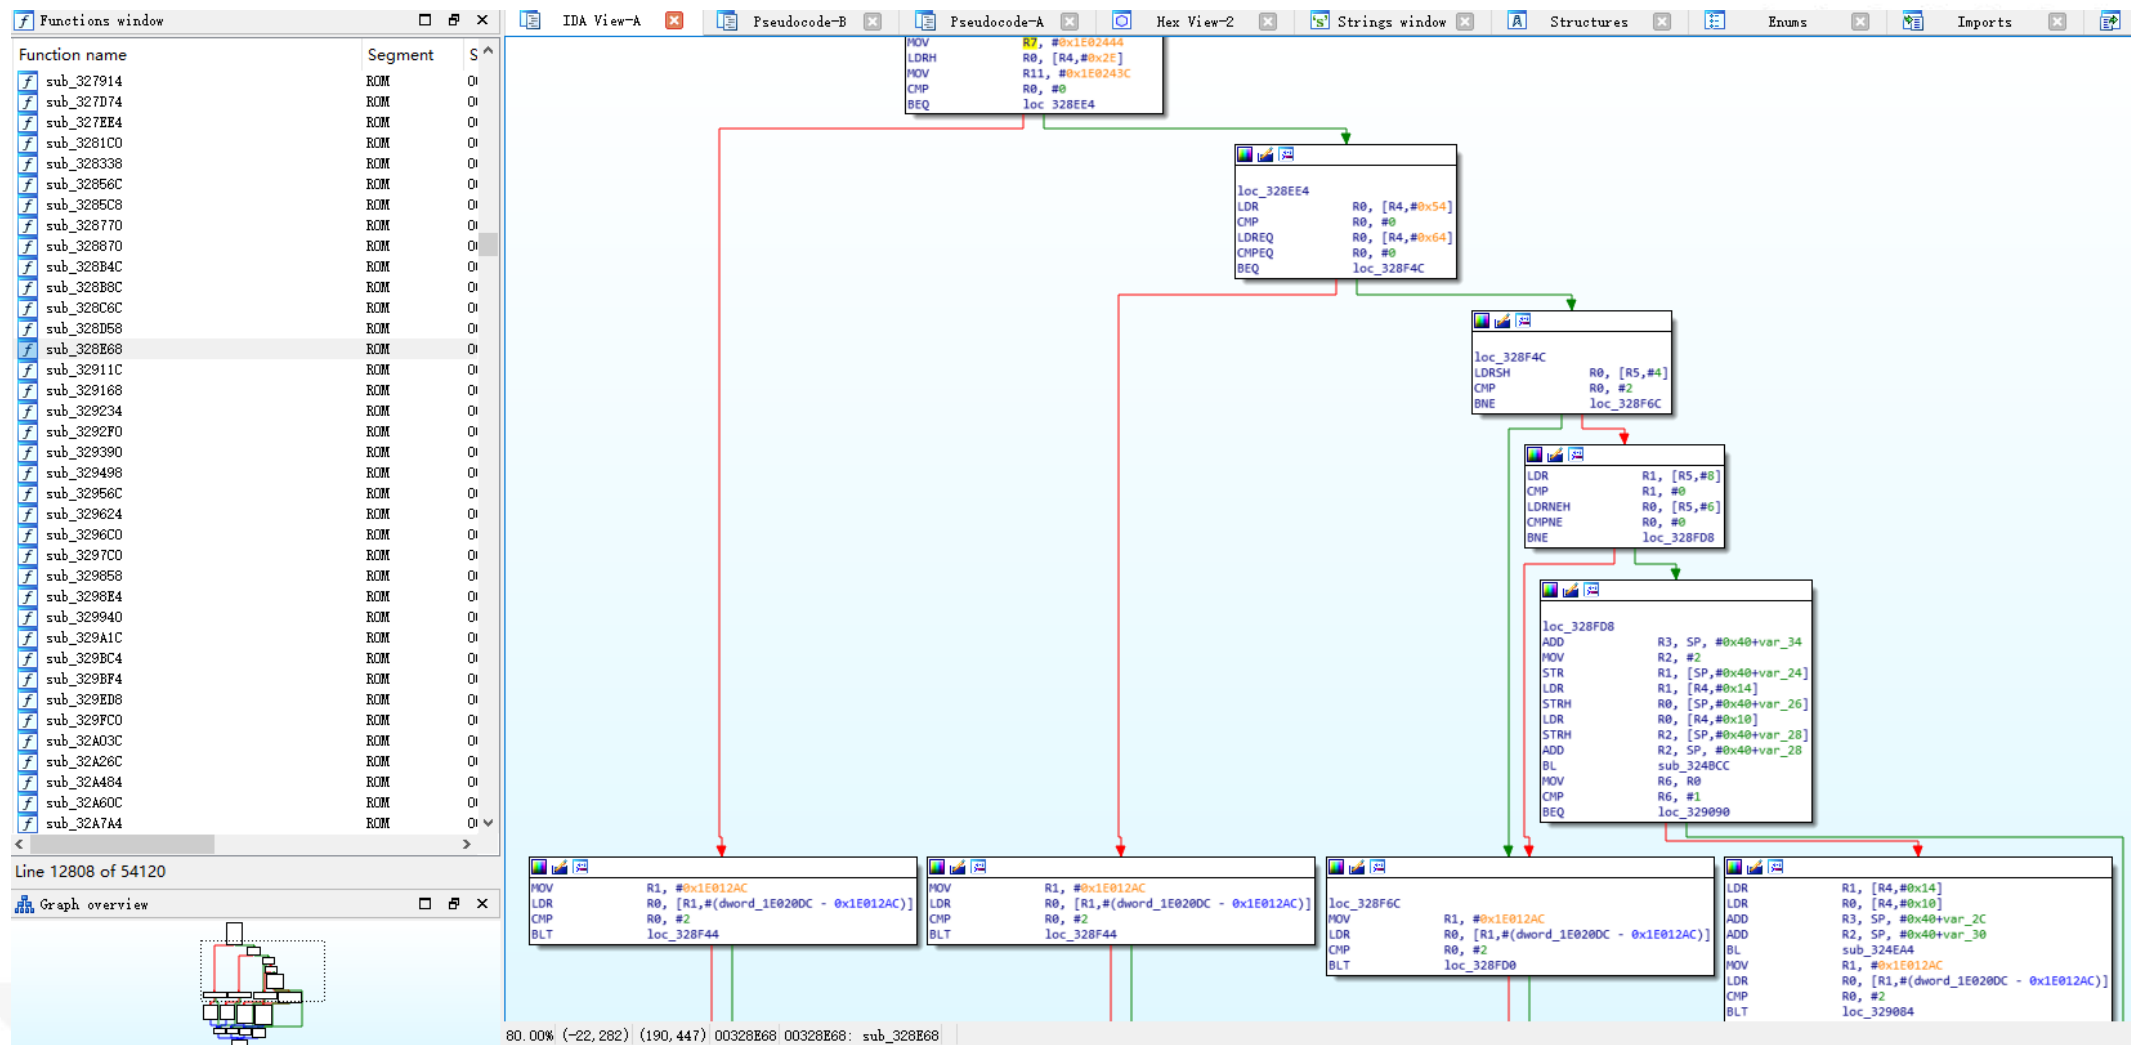 Functions window
Function name Segment S
sub_327914 ROM
sub_327D74 ROM
sub_327EE4 ROM
sub_3281C0 ROM
sub_328338 ROM
sub_32856C ROM
sub_3285C8 ROM
sub_328770 ROM
sub_328870 ROM
sub_328B4C ROM
sub_328B8C ROM
sub_328C6C ROM
sub_328D58 ROM
sub_328E68 ROM
sub_32911C ROM
sub_329168 ROM
sub_329234 ROM
sub_3292F0 ROM
sub_329390 ROM
sub_329498 ROM
sub_32956C ROM
sub_329624 ROM
sub_3296C0 ROM
sub_3297C0 ROM
sub_329858 ROM
sub_3298E4 ROM
sub_329940 ROM
sub_329A1C ROM
sub_329BC4 ROM
sub_329BF4 ROM
sub_329ED8 ROM
sub_329FC0 ROM
sub_32A03C ROM
sub_32A26C ROM
sub_32A484 ROM
sub_32A60C ROM
sub_32A7A4 ROM
Line 12808 of 54120
Graph overview
IDA View-A Pseudocode-B Pseudocode-A Hex View-2 Strings window Structures Enums Imports
MOV R7, #0x1E02444
LDRH R0, [R4,#0x2E]
MOV R11, #0x1E0243C
CMP R0, #0
BEQ loc 328EE4
loc_328EE4
LDR R0, [R4,#0x54]
CMP R0, #0
LDREQ R0, [R4,#0x64]
CMPEQ R0, #0
BEQ loc_328F4C
loc_328F4C
LDRSH R0, [R5,#4]
CMP R0, #2
BNE loc_328F6C
LDR R1, [R5,#8]
CMP R1, #0
LDRNEH R0, [R5,#6]
CMPNE R0, #0
BNE loc_328FD8
loc_328FD8
ADD R3, SP, #0x40+var_34
MOV R2, #2
STR R1, [SP,#0x40+var_24]
LDR R1, [R4,#0x14]
STRH R0, [SP,#0x40+var_26]
LDR R0, [R4,#0x10]
STRH R2, [SP,#0x40+var_28]
ADD R2, SP, #0x40+var_28
BL sub_324BCC
MOV R6, R0
CMP R6, #1
BEQ loc_329090
MOV R1, #0x1E012AC
LDR R0, [R1,#(dword_1E020DC - 0x1E012AC)]
CMP R0, #2
BLT loc_328F44
MOV R1, #0x1E012AC
LDR R0, [R1,#(dword_1E020DC - 0x1E012AC)]
CMP R0, #2
BLT loc_328F44
loc_328F6C
MOV R1, #0x1E012AC
LDR R0, [R1,#(dword_1E020DC - 0x1E012AC)]
CMP R0, #2
BLT loc_328FD0
LDR R1, [R4,#0x14]
LDR R0, [R4,#0x10]
ADD R3, SP, #0x40+var_2C
ADD R2, SP, #0x40+var_30
BL sub_324EA4
MOV R1, #0x1E012AC
LDR R0, [R1,#(dword_1E020DC - 0x1E012AC)]
CMP R0, #2
BLT loc_329084
80.00% (-22,282) (190,447) 00328E68 00328E68: sub_328E68